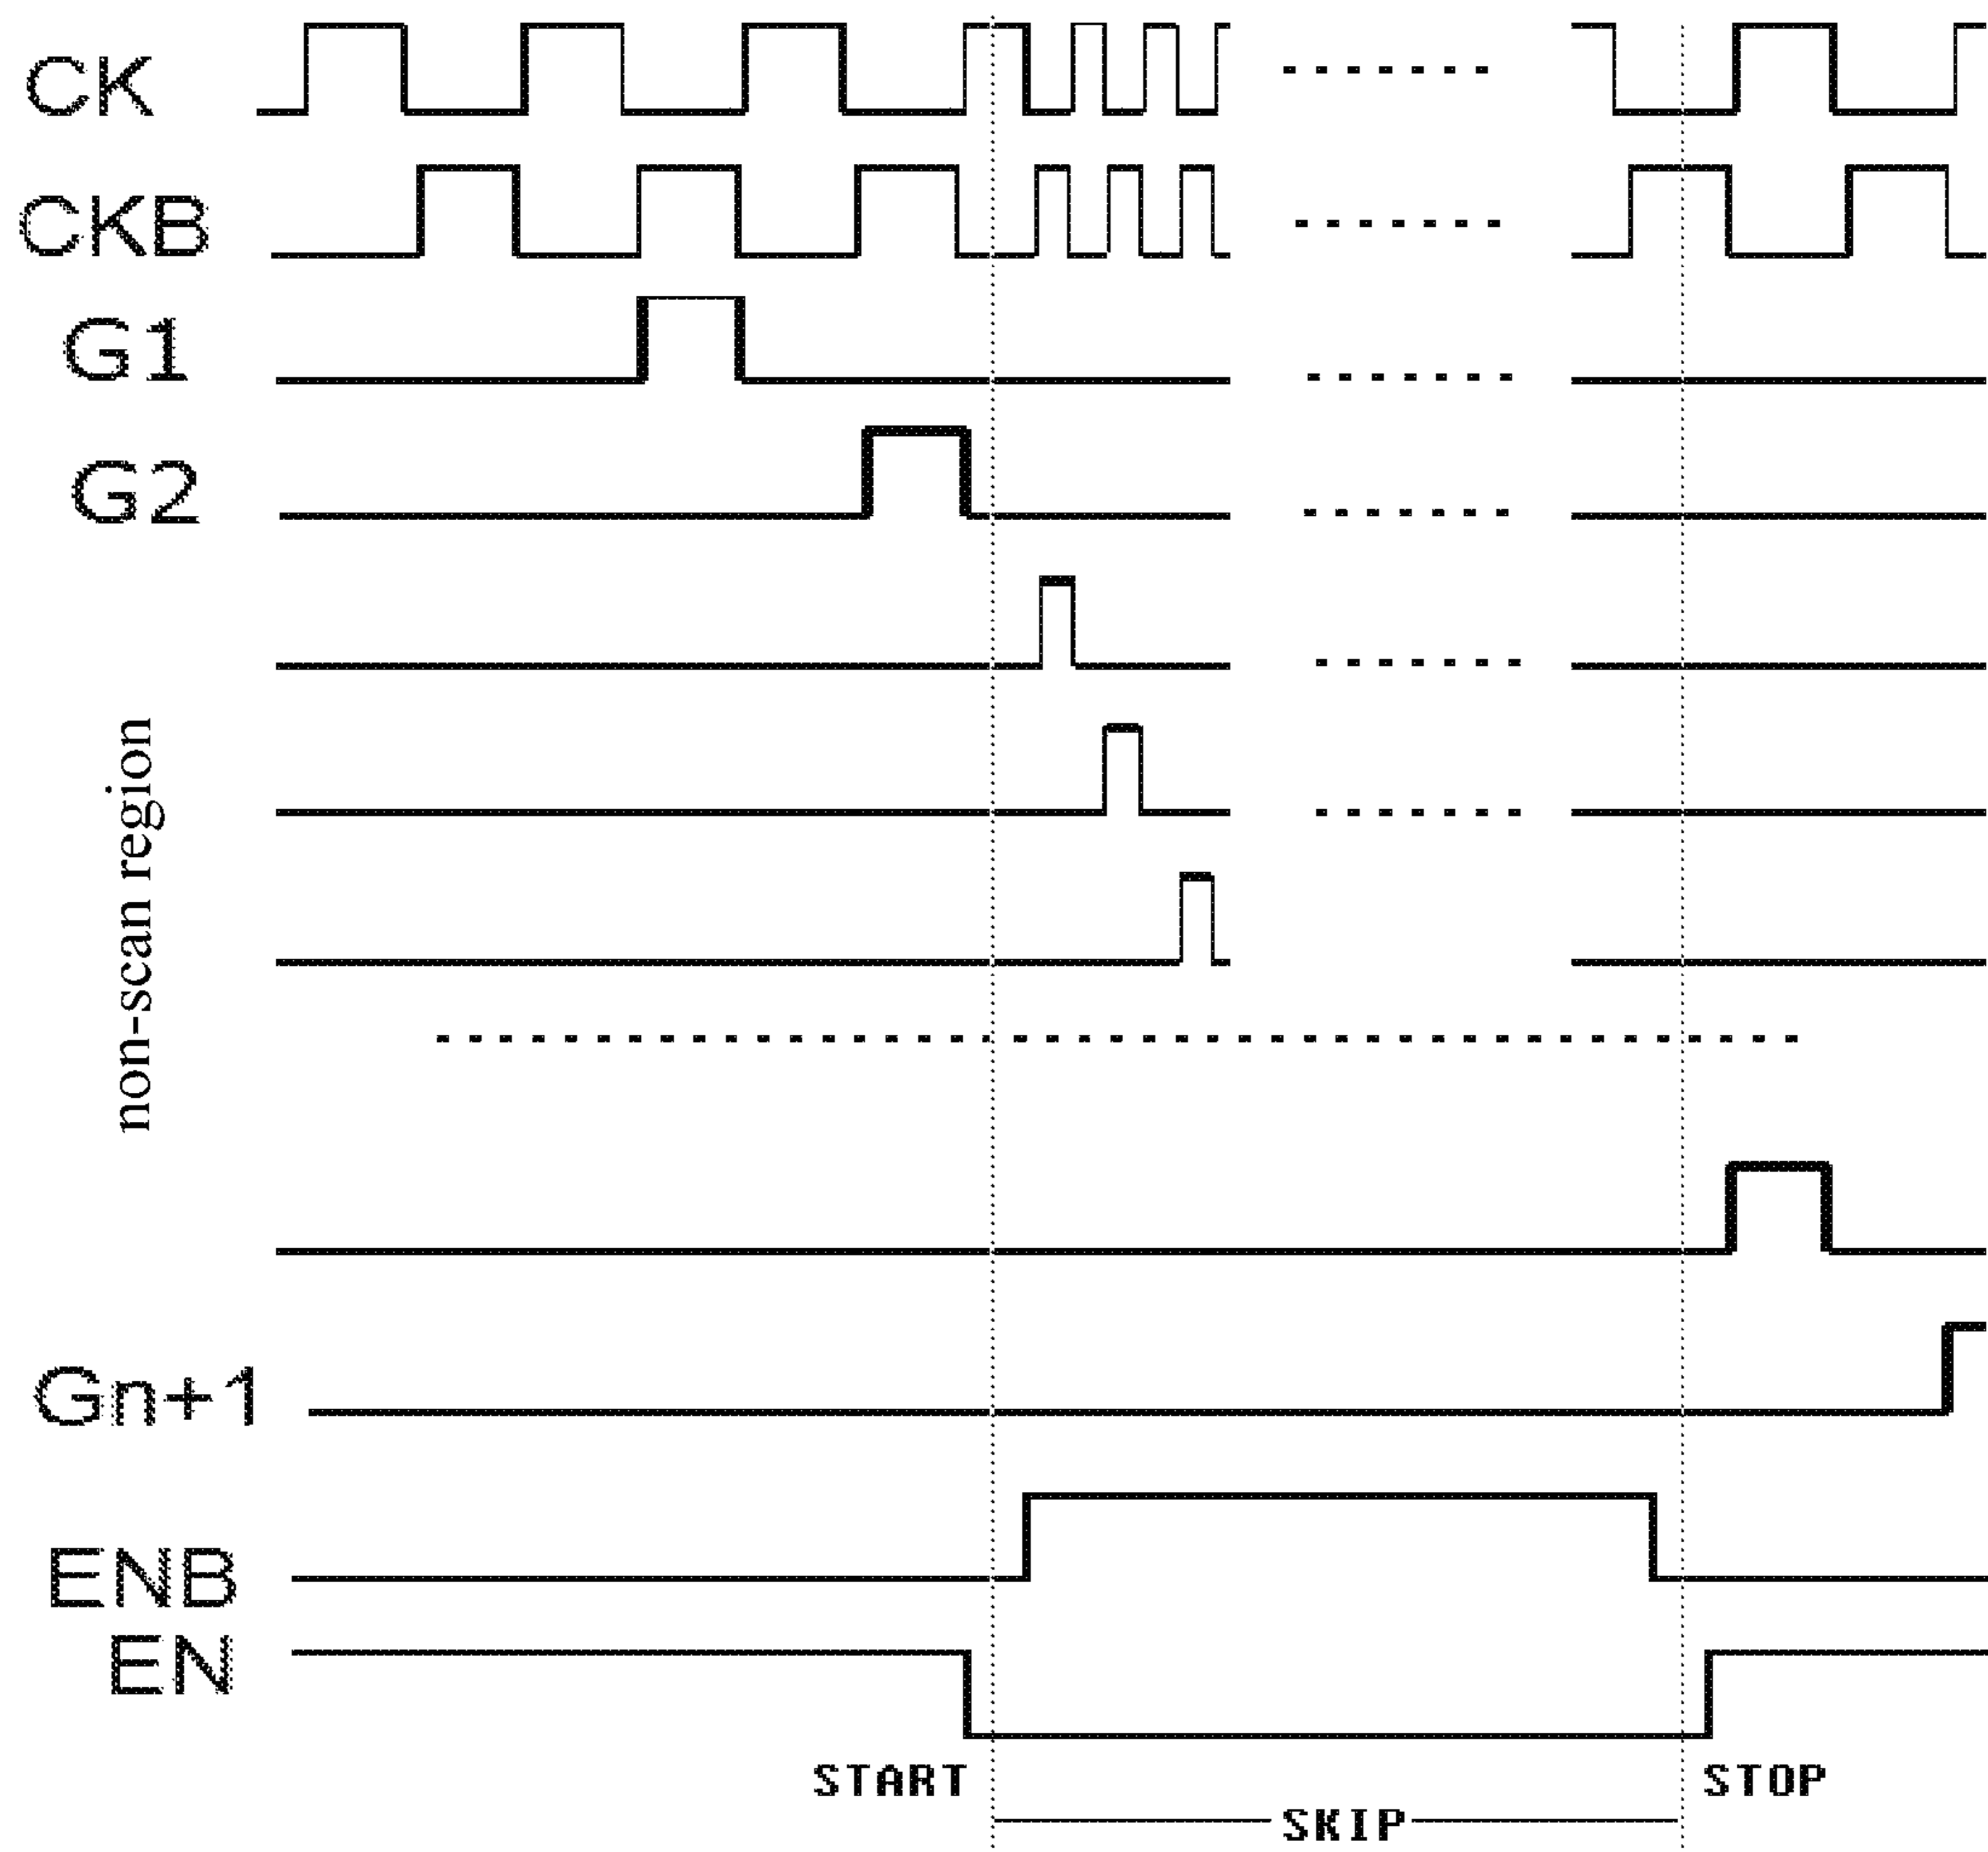 CK
CKB
G1
G2
non-scan region
Gn+1
ENB
EN
START
STOP
SKIP